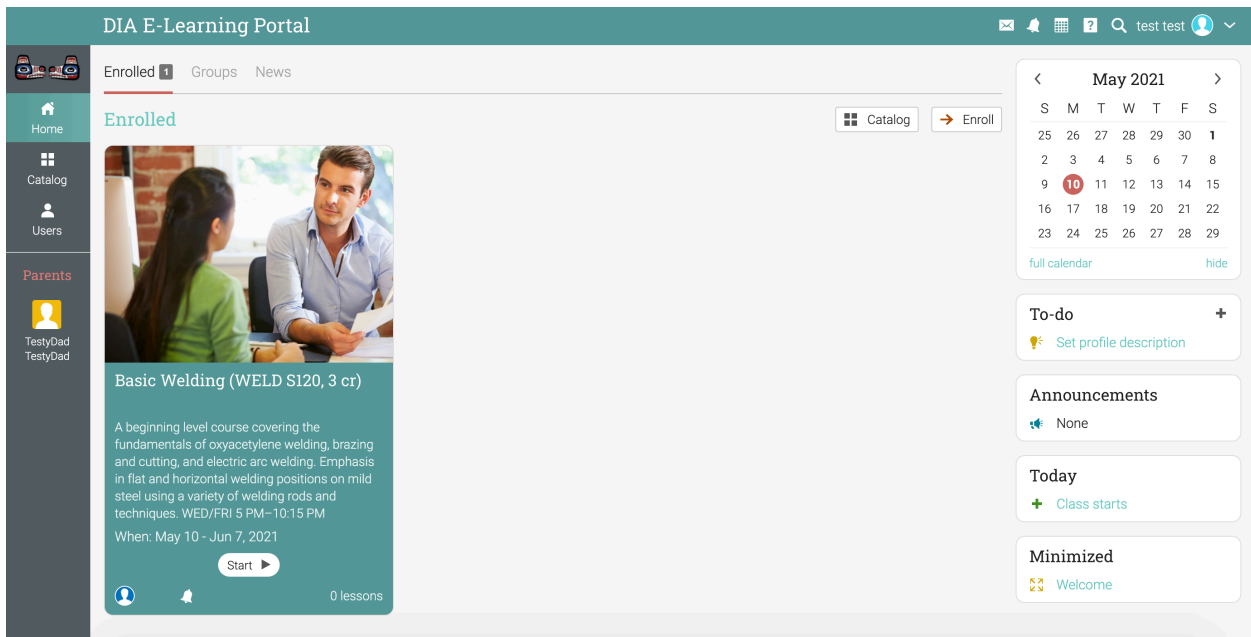 DIA E-Learning Portal
test test
Home
Catalog
Users
Parents
TestyDad
TestyDad
Enrolled 1 Groups News
Enrolled
Catalog
Enroll
Basic Welding (WELD S120, 3 cr)
A beginning level course covering the
fundamentals of oxyacetylene welding, brazing
and cutting, and electric arc welding. Emphasis
in flat and horizontal welding positions on mild
steel using a variety of welding rods and
techniques. WED/FRI 5 PM–10:15 PM
When: May 10 - Jun 7, 2021
Start
0 lessons
May 2021
S M T W T F S
25 26 27 28 29 30 1
2 3 4 5 6 7 8
9 10 11 12 13 14 15
16 17 18 19 20 21 22
23 24 25 26 27 28 29
full calendar hide
To-do
Set profile description
Announcements
None
Today
Class starts
Minimized
Welcome